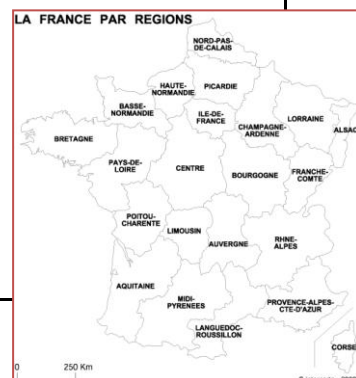 LA FRANCE PAR REGIONS
NORD-PAS-
DE-CALAIS
HAUTE-
NORMANDIE
PICARDIE
BASSE-
NORMANDIE
ILE-DE-
FRANCE
CHAMPAGNE-
ARDENNE
LORRAINE
ALSAC
BRETAGNE
PAYS-DE-
LOIRE
CENTRE
BOURGOGNE
FRANCHE-
COMTE
POITOU-
CHARENTE
LIMOUSIN
AUVERGNE
RHNE-
ALPES
AQUITAINE
MIDI-
PYRENEES
PROVENCE-ALPES-
CTE-D'AZUR
LANGUEDOC-
ROUSSILLON
CORSE
0 250 Km